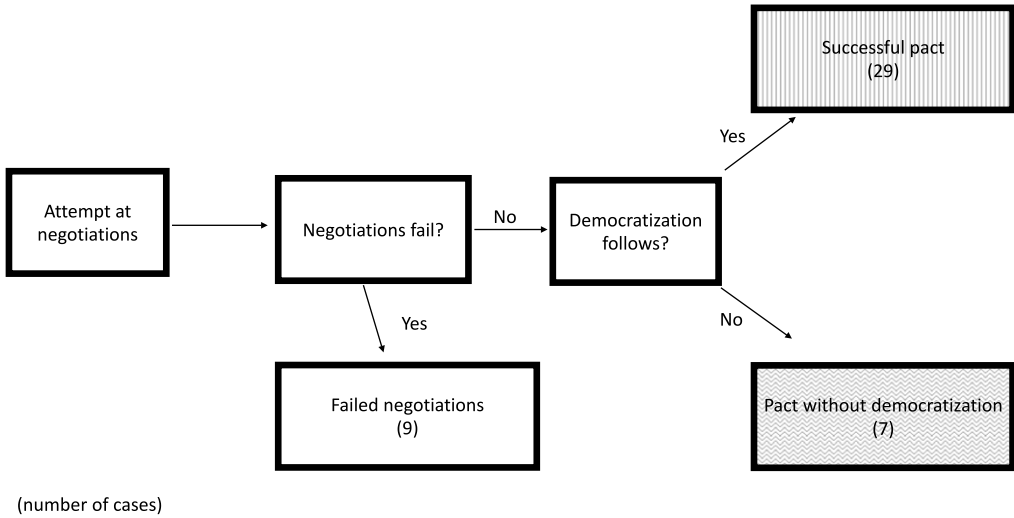 Successful pact
(29)
Yes
Attempt at
negotiations
Negotiations fail?
No
Democratization
follows?
Yes
No
Failed negotiations
(9)
Pact without democratization
(7)
(number of cases)